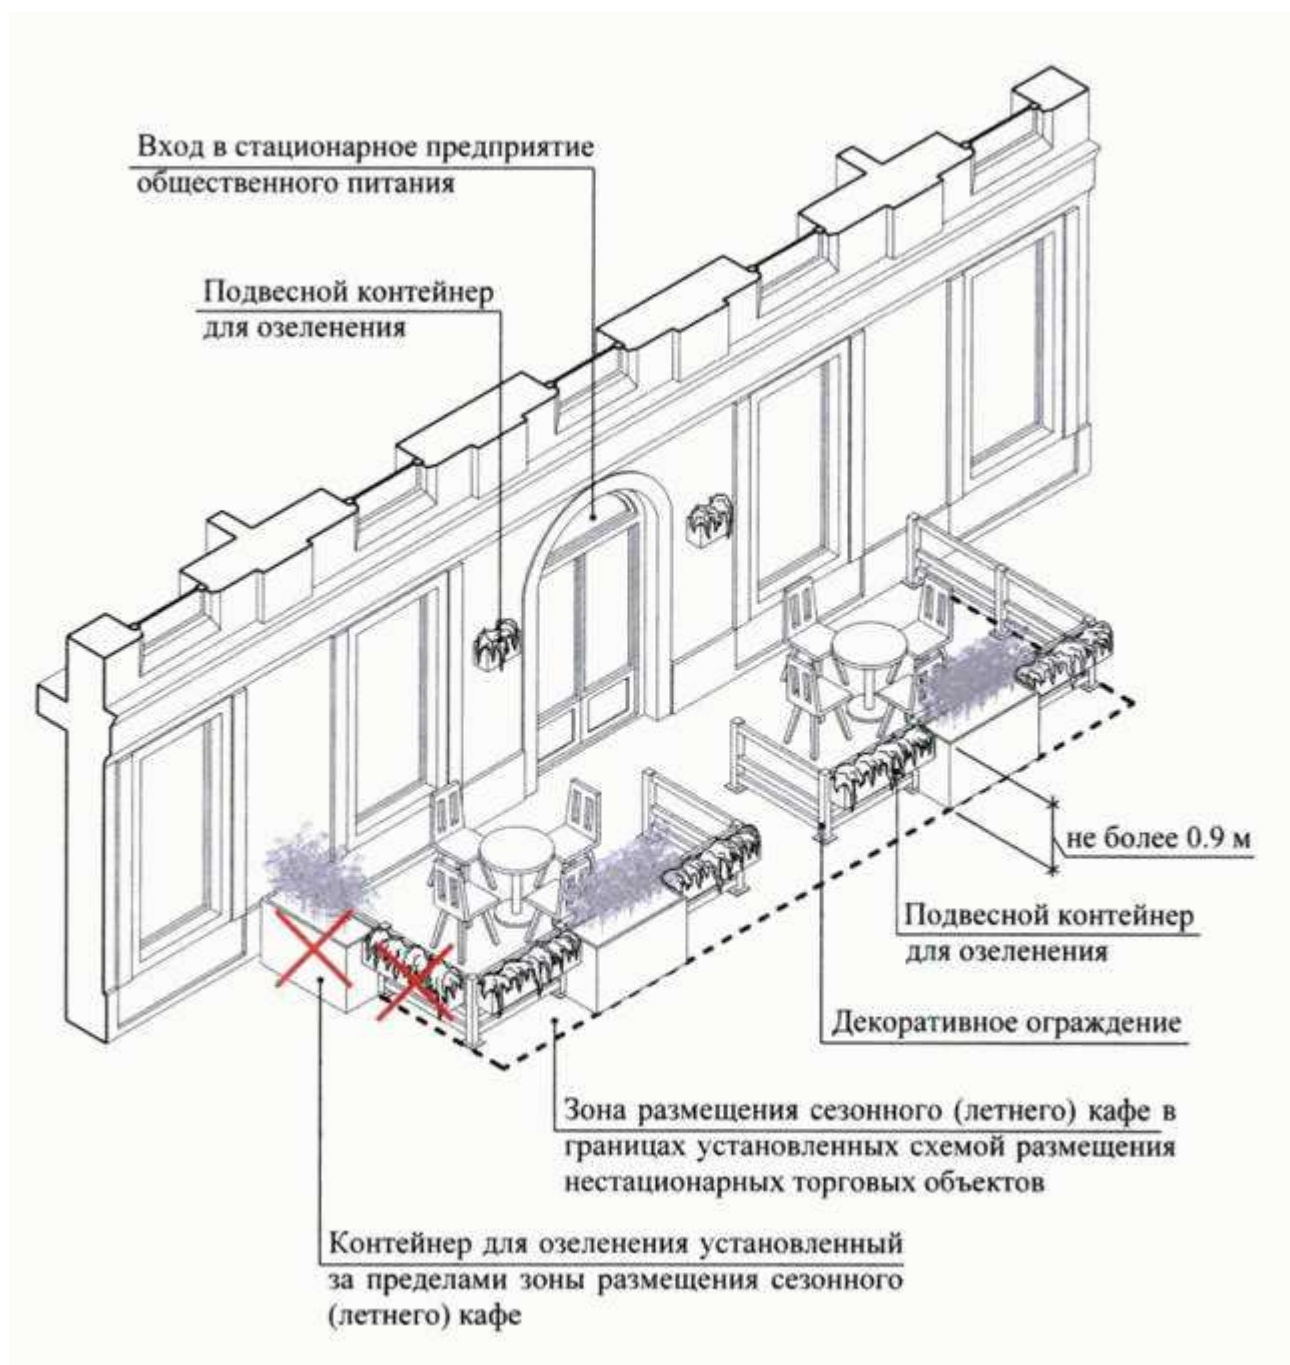 Вход в стационарное предприятие
общественного питания
Подвесной контейнер
для озеленения
не более 0.9 м
Подвесной контейнер
для озеленения
Декоративное ограждение
Зона размещения сезонного (летнего) кафе в
границах установленных схемой размещения
нестационарных торговых объектов
Контейнер для озеленения установленный
за пределами зоны размещения сезонного
(летнего) кафе